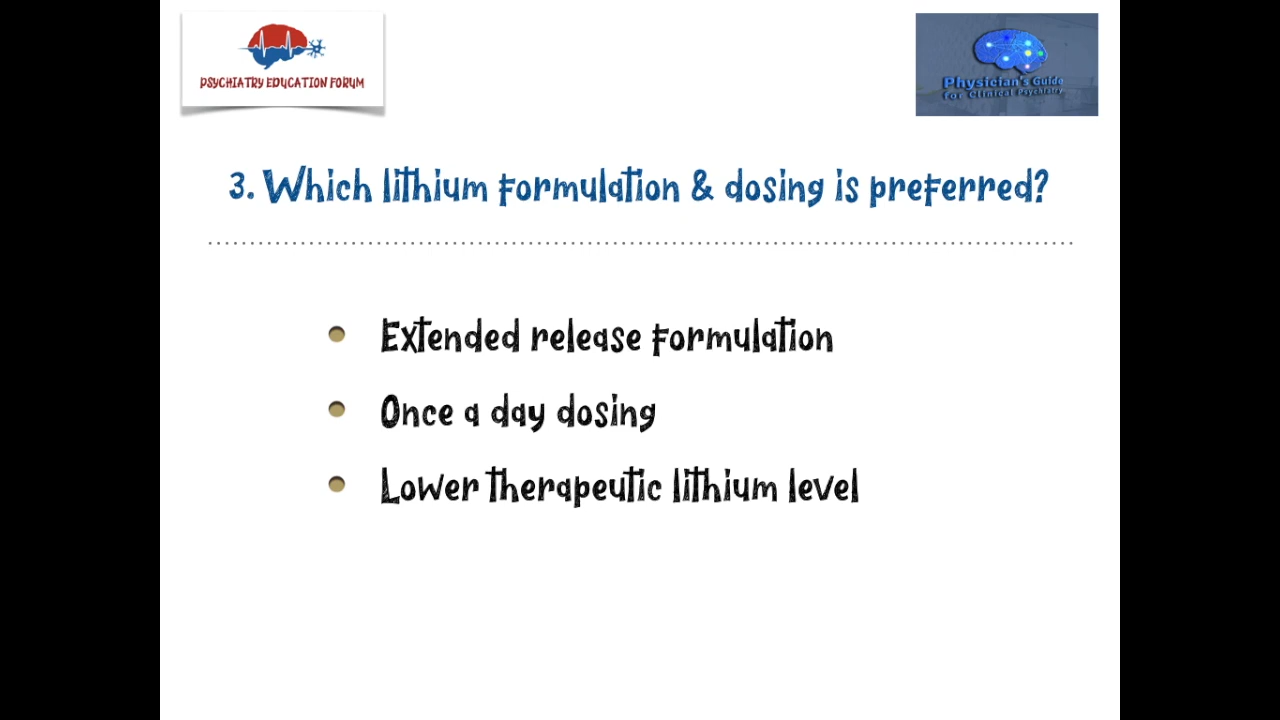 PSYCHIATRY EDUCATION FORUM
Physician's Guide
For Clinical Psychiatry
3. Which lithium formulation & dosing is preferred?
Extended release formulation
Once a day dosing
Lower therapeutic lithium level